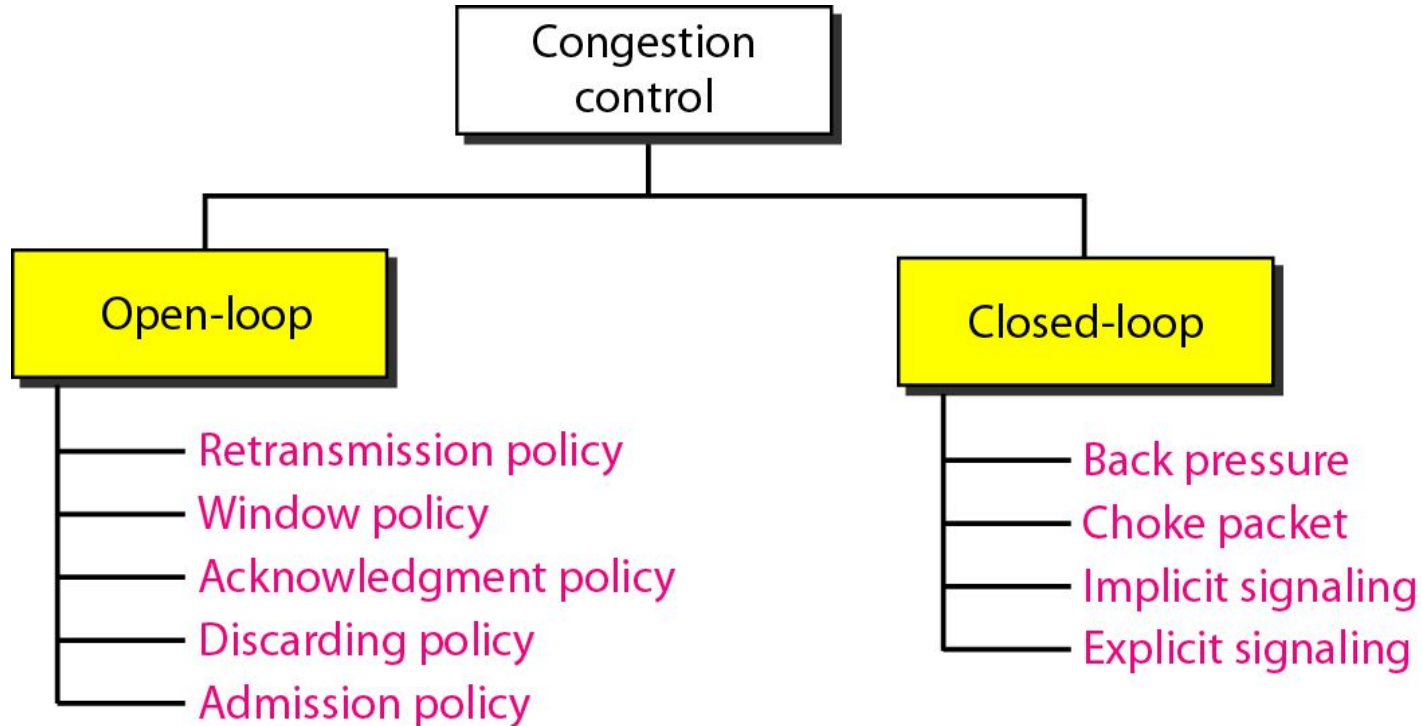 Congestion
control
Open-loop
Retransmission policy
Window policy
Acknowledgment policy
Discarding policy
Admission policy
Closed-loop
Back pressure
Choke packet
Implicit signaling
Explicit signaling